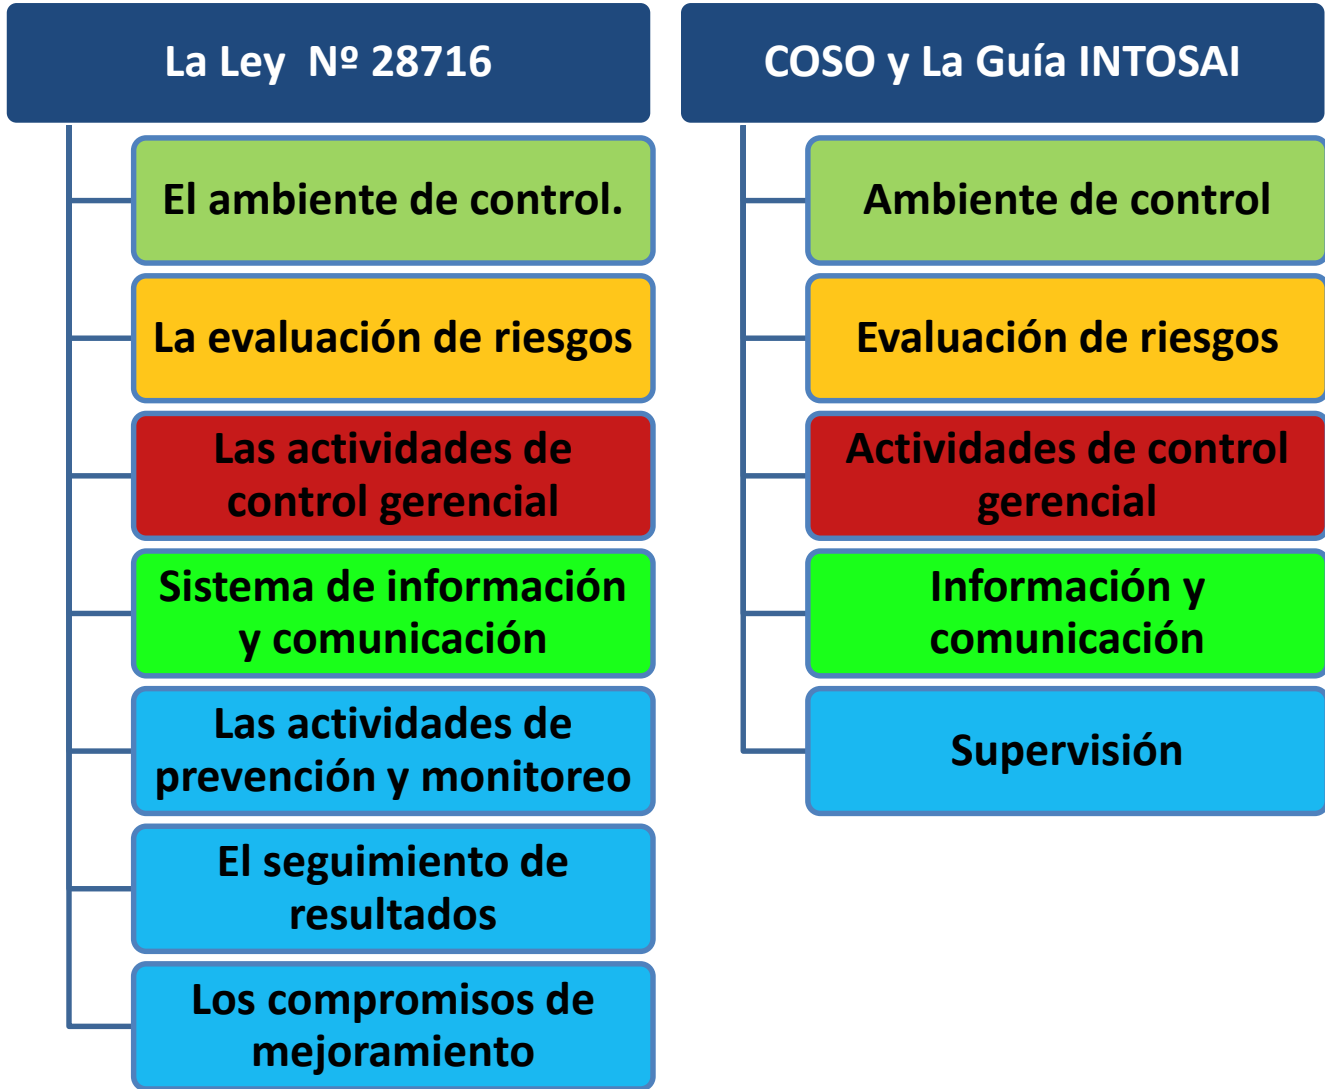 La Ley Nº 28716
El ambiente de control.
La evaluación de riesgos
Las actividades de
control gerencial
Sistema de información
y comunicación
Las actividades de
prevención y monitoreo
El seguimiento de
resultados
Los compromisos de
mejoramiento
COSO y La Guía INTOSAI
Ambiente de control
Evaluación de riesgos
Actividades de control
gerencial
Información y
comunicación
Supervisión